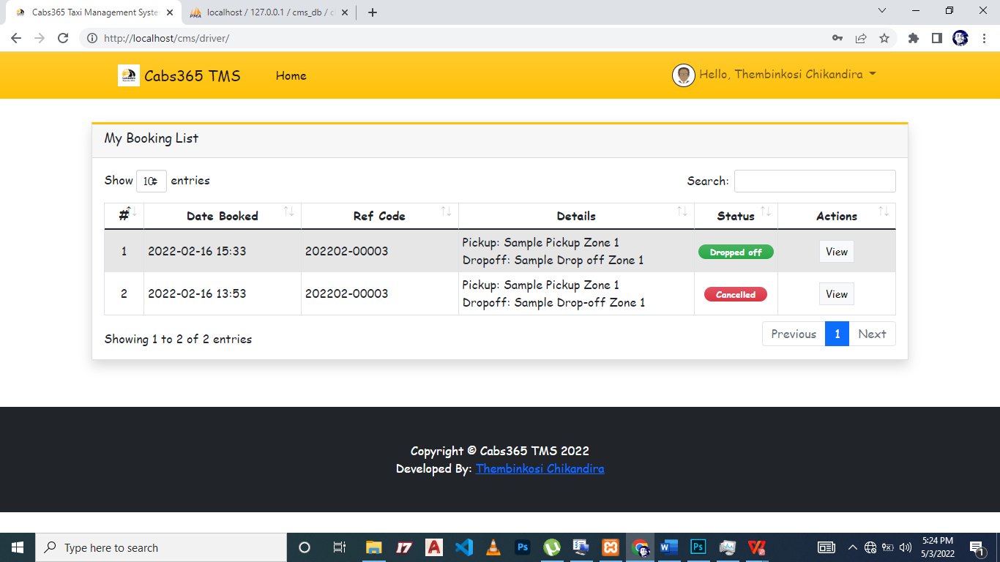 Cabs365 Taxi Management Syste
localhost / 127.0.0.1 / cms_db / c
http://localhost/cms/driver/
Cabs365 TMS
Home
Hello, Thembinkosi Chikandira
My Booking List
Show 10 entries
Search:
# Date Booked Ref Code Details Status Actions
1 2022-02-16 15:33 202202-00003 Pickup: Sample Pickup Zone 1 Dropped off View
Dropoff: Sample Drop off Zone 1
2 2022-02-16 13:53 202202-00003 Pickup: Sample Pickup Zone 1 Cancelled View
Dropoff: Sample Drop-off Zone 1
Showing 1 to 2 of 2 entries
Previous 1 Next
Copyright © Cabs365 TMS 2022
Developed By: Thembinkosi Chikandira
Type here to search
5:24 PM
5/3/2022